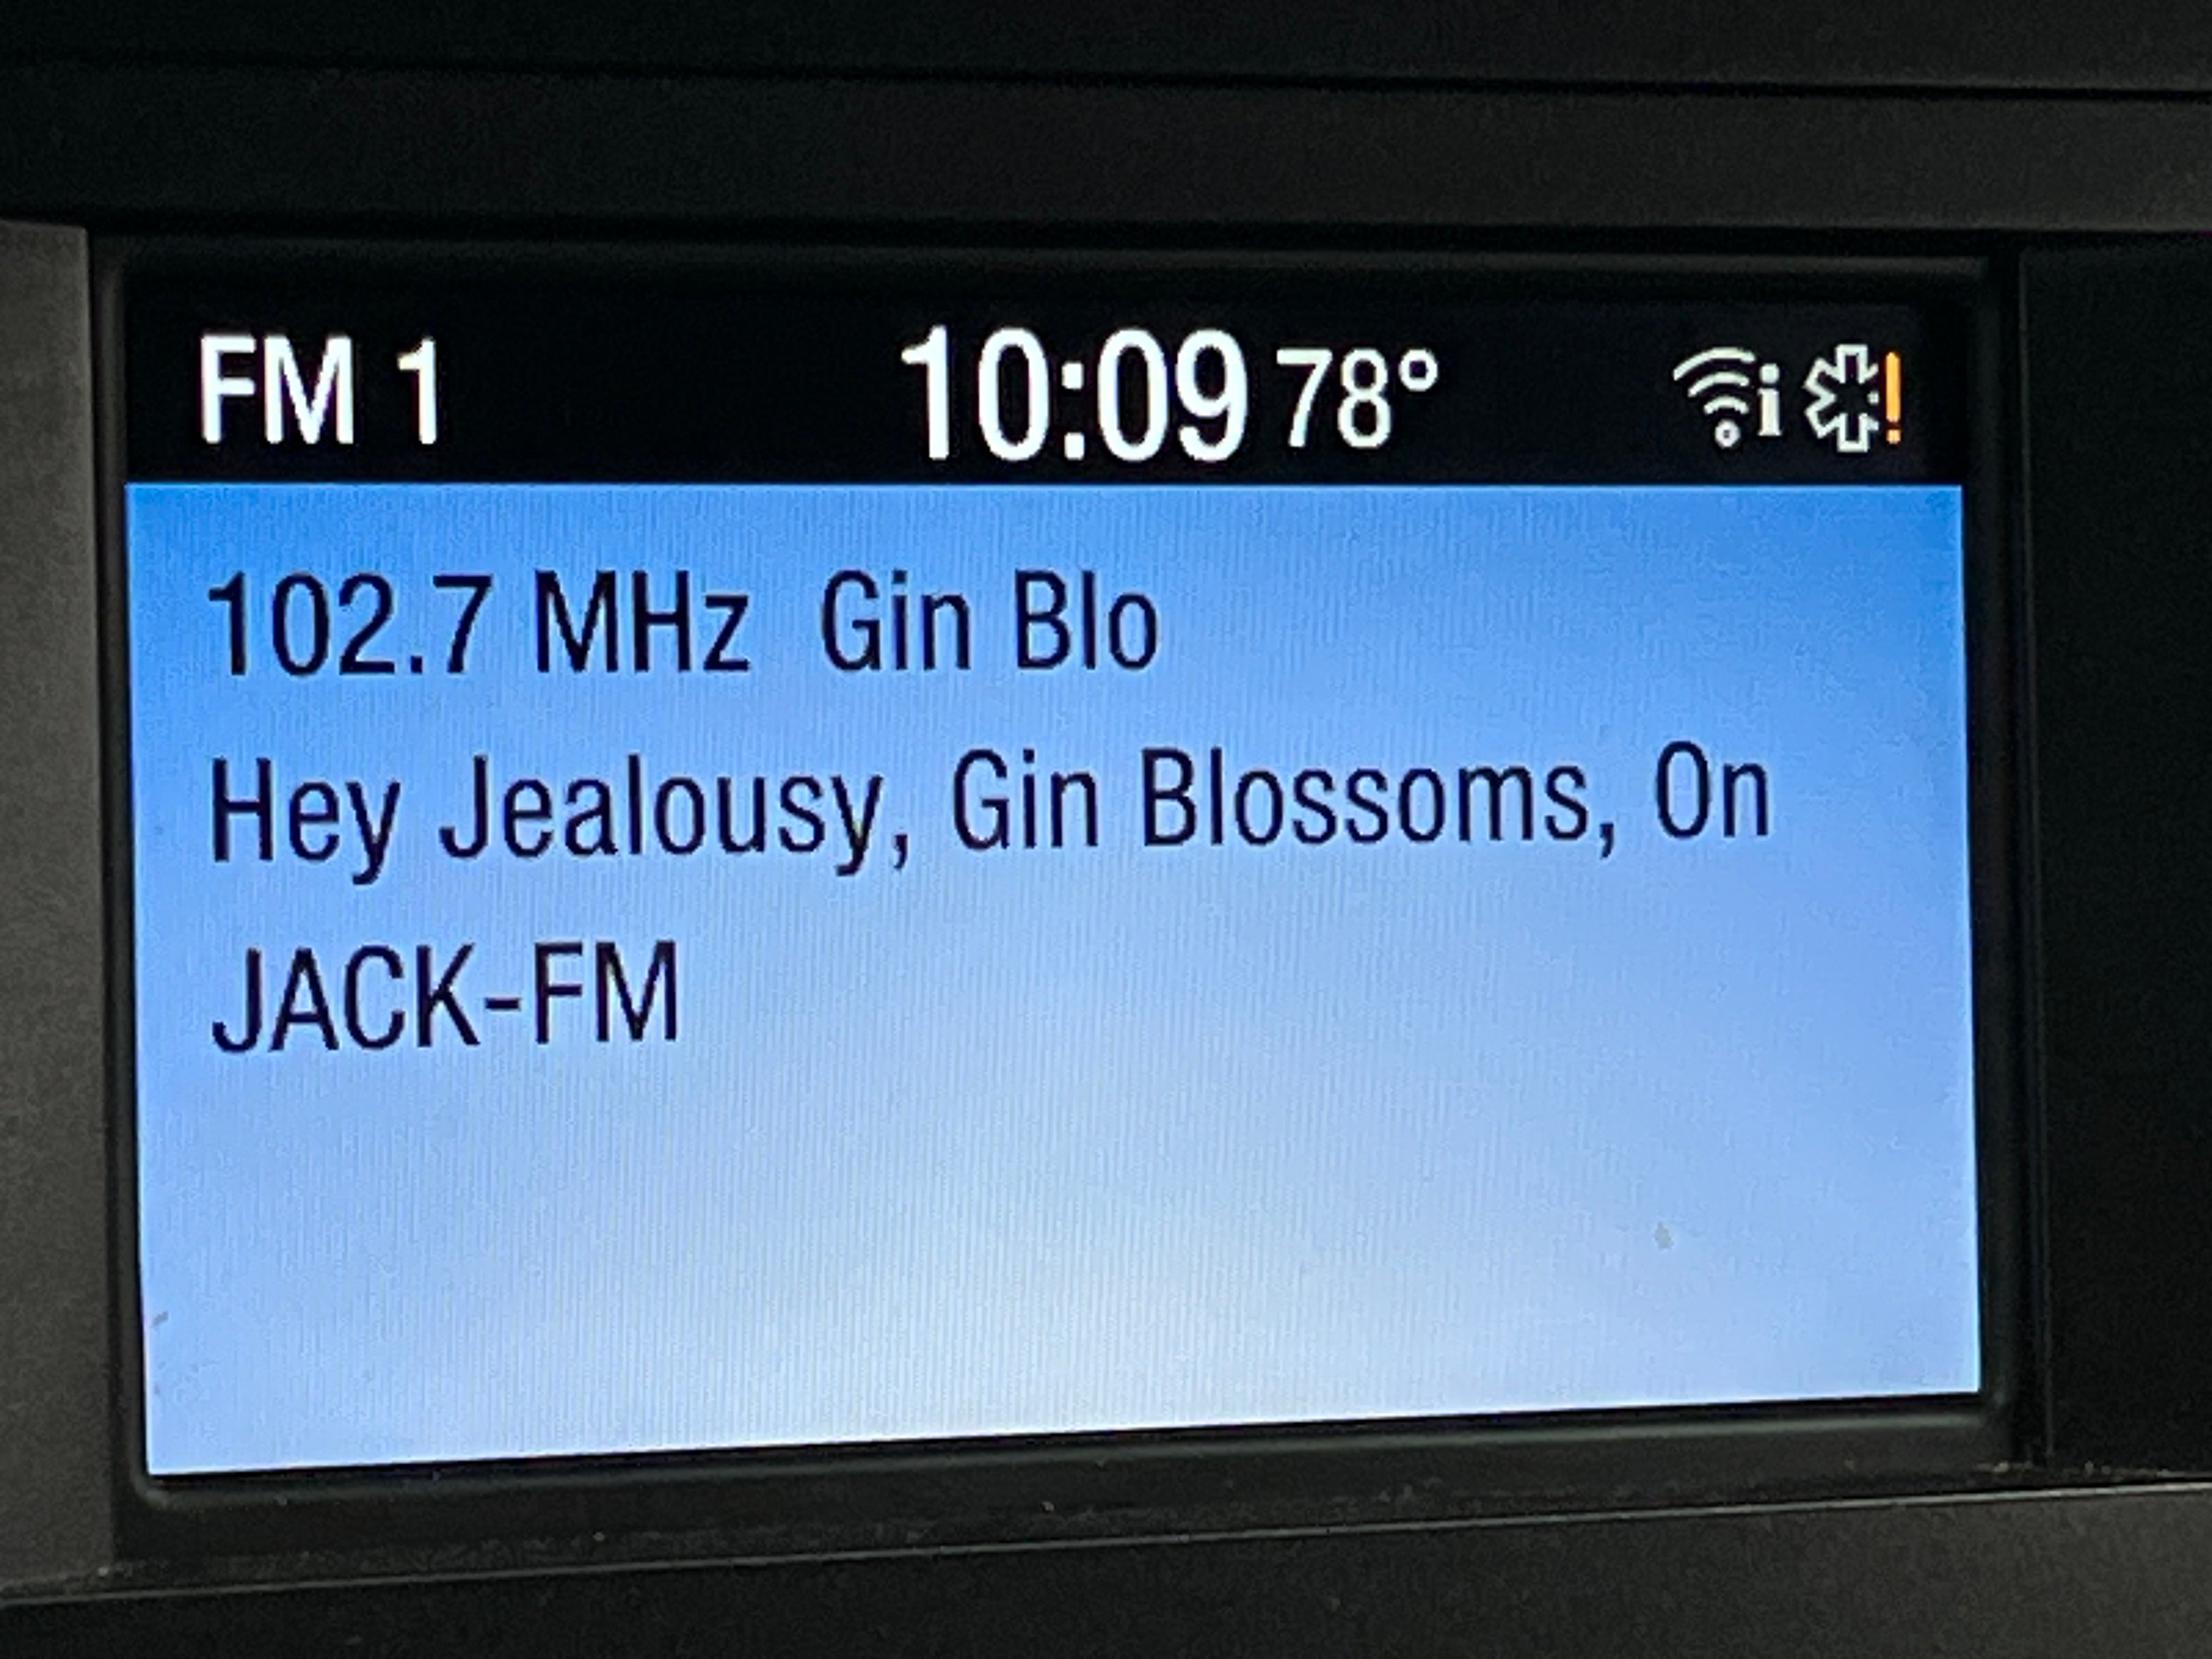 FM 1 10:09 78°
102.7 MHz Gin Blo
Hey Jealousy, Gin Blossoms, On
JACK-FM